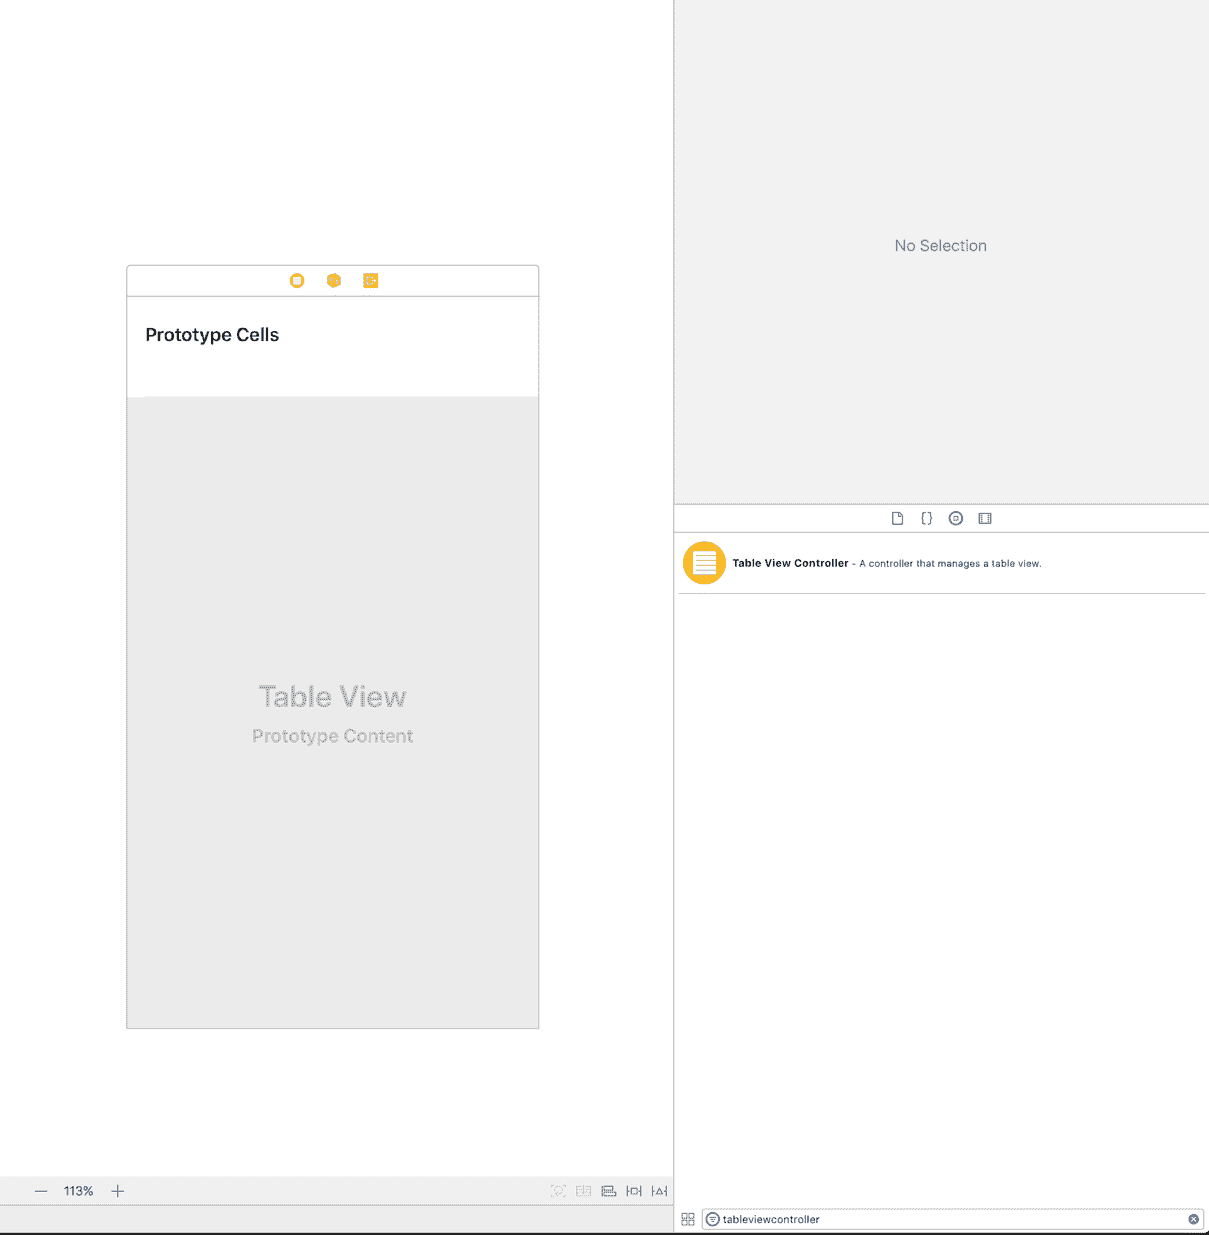 No Selection
Prototype Cells
Table View Controller - A controller that manages a table view.
Table View
Prototype Content
113%
tableviewcontroller